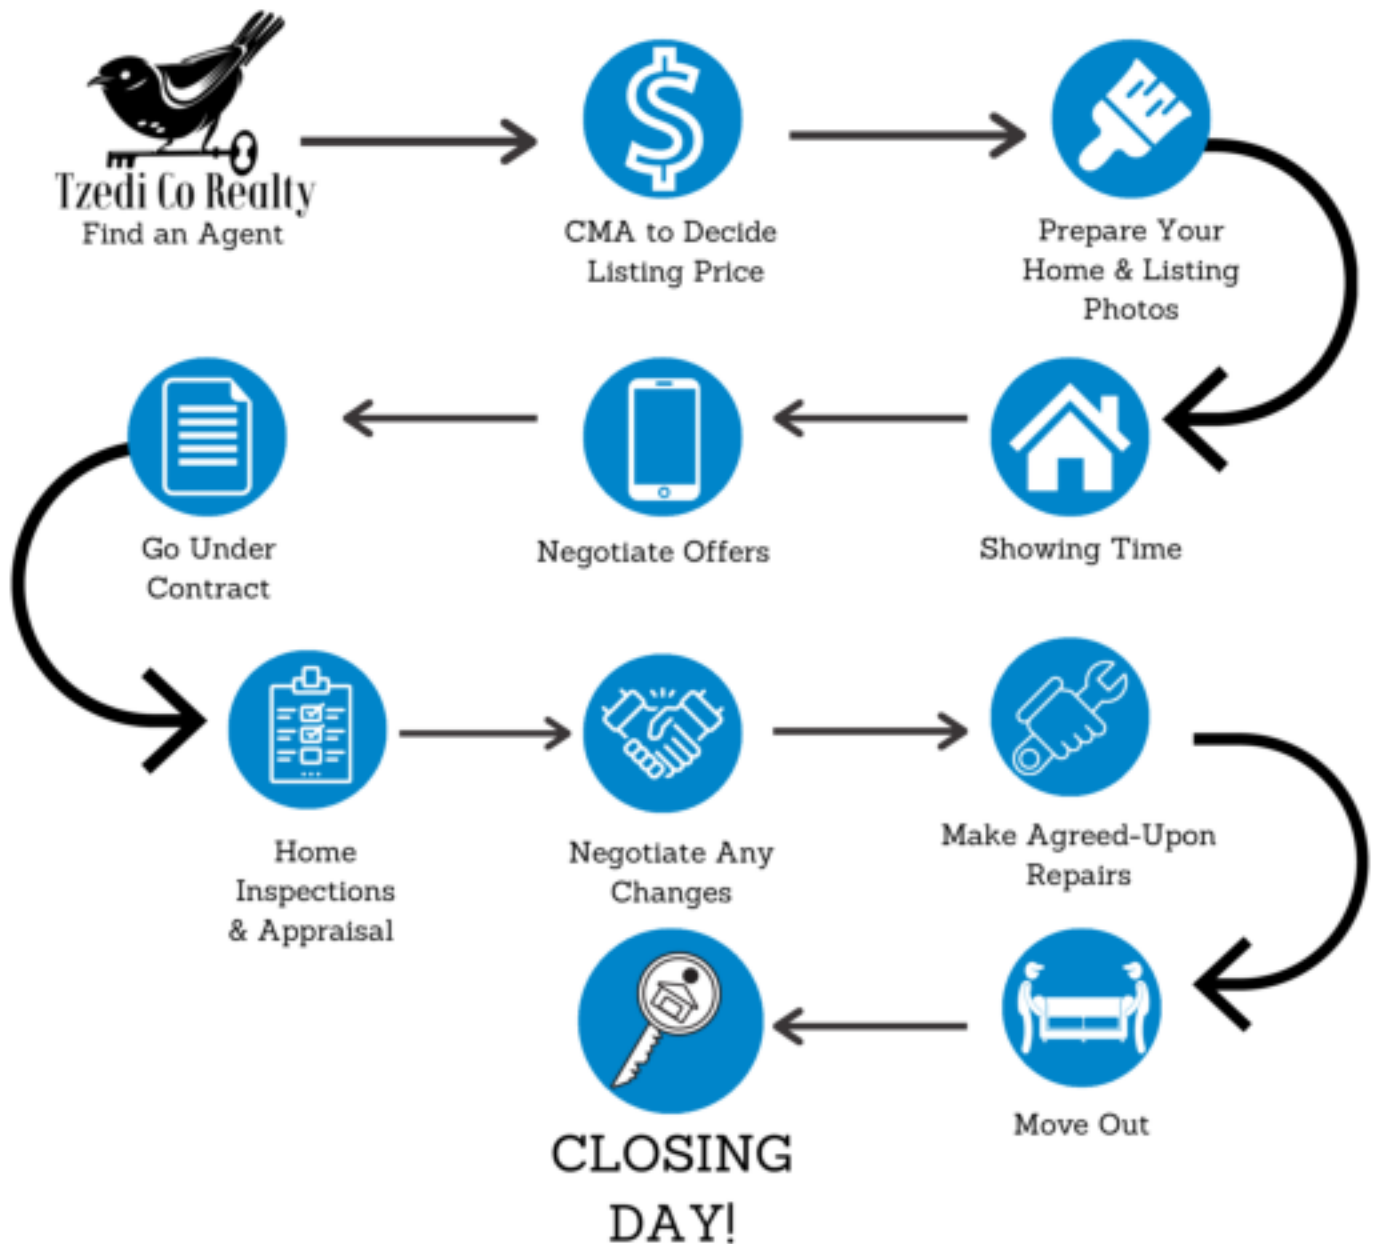 Tzedi Co Realty
Find an Agent
CMA to Decide
Listing Price
Prepare Your
Home & Listing
Photos
Showing Time
Negotiate Offers
Go Under
Contract
Home
Inspections
& Appraisal
Negotiate Any
Changes
Make Agreed-Upon
Repairs
Move Out
CLOSING
DAY!